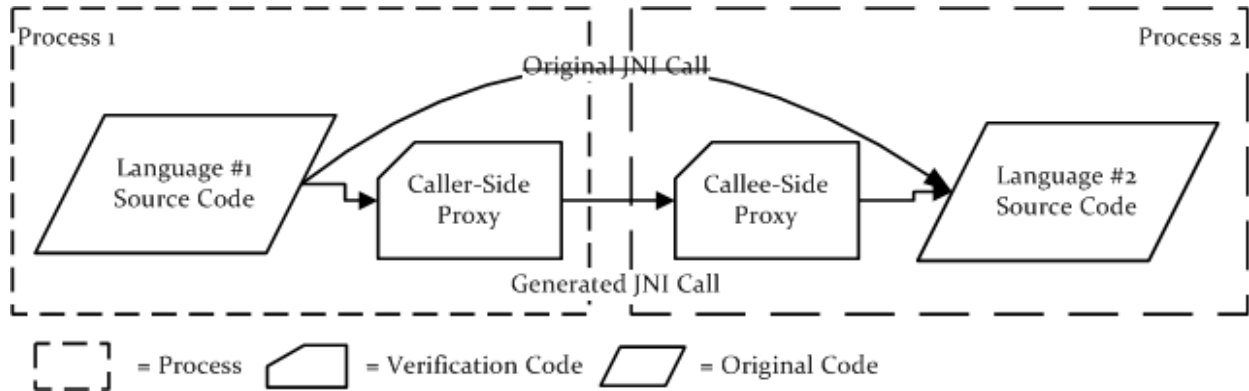 Process 1
Process 2
Original JNI Call
Language #1
Source Code
Caller-Side
Proxy
Callee-Side
Proxy
Language #2
Source Code
Generated JNI Call
= Process
= Verification Code
= Original Code